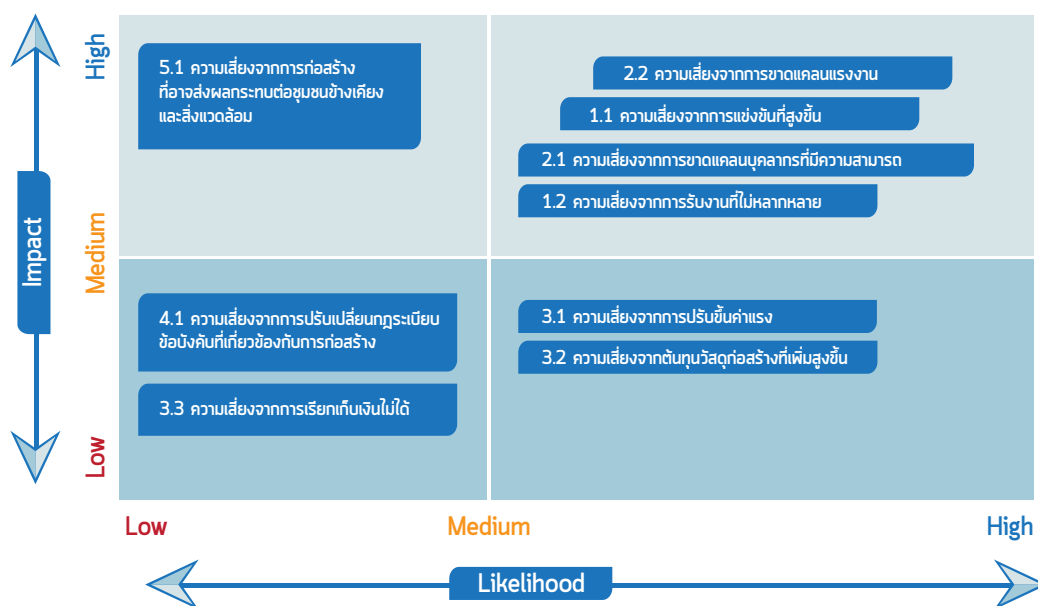 High
5.1 ความเสี่ยงจากการก่อสร้าง
ที่อาจส่งผลกระทบต่อชุมชนข้างเคียง
และสิ่งแวดล้อม
2.2 ความเสี่ยงจากการขาดแคลนแรงงาน
1.1 ความเสี่ยงจากการแข่งขันที่สูงขึ้น
2.1 ความเสี่ยงจากการขาดแคลนบุคลากรที่มีความสามารถ
1.2 ความเสี่ยงจากการรับงานที่ไม่หลากหลาย
Impact
Medium
4.1 ความเสี่ยงจากการปรับเปลี่ยนกฎระเบียบ
ข้อบังคับที่เกี่ยวข้องกับการก่อสร้าง
3.3 ความเสี่ยงจากการเรียกเก็บเงินไม่ได้
3.1 ความเสี่ยงจากการปรับขึ้นค่าแรง
3.2 ความเสี่ยงจากต้นทุนวัสดุก่อสร้างที่เพิ่มสูงขึ้น
Low
Low
Medium
High
Likelihood